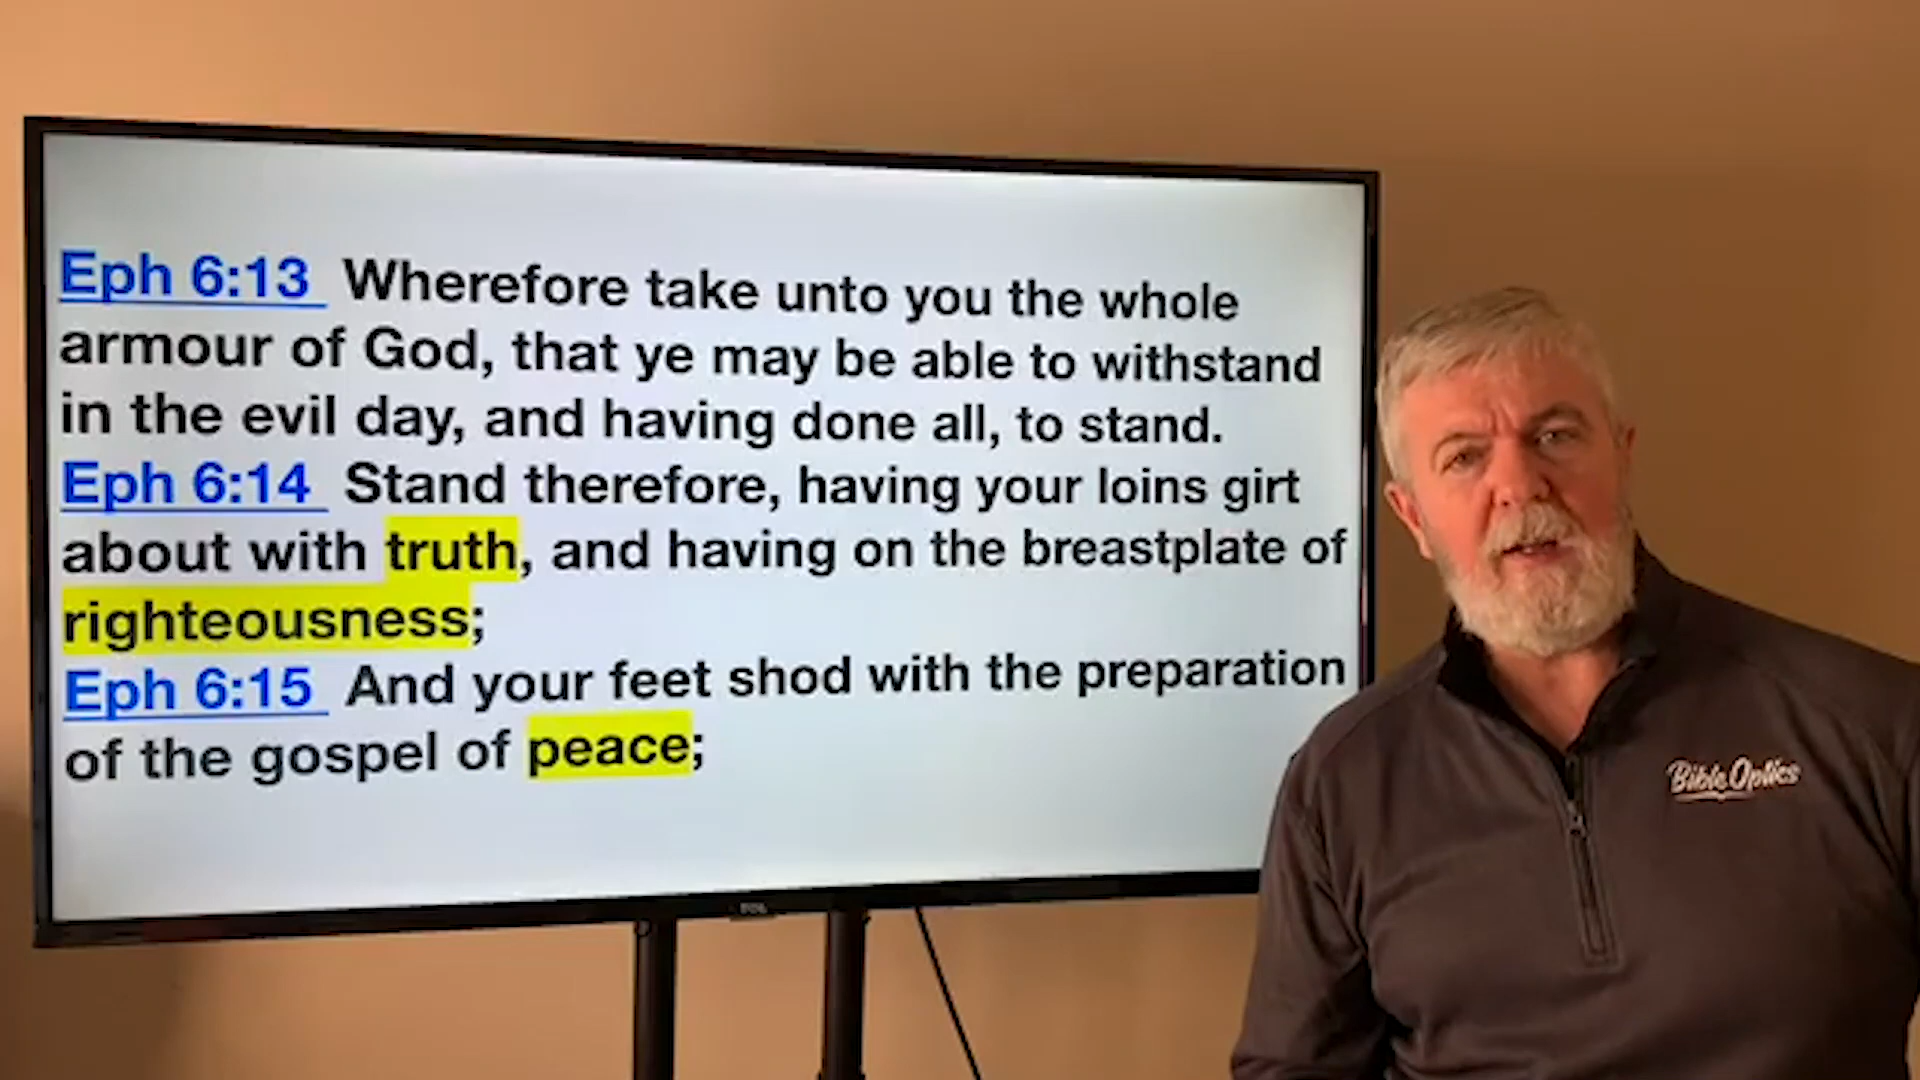 Eph 6:13 Wherefore take unto you the whole
armour of God, that ye may be able to withstand
in the evil day, and having done all, to stand.
Eph 6:14 Stand therefore, having your loins girt
about with truth, and having on the breastplate of
righteousness;
Eph 6:15 And your feet shod with the preparation
of the gospel of peace;
Bible Optics
TCL